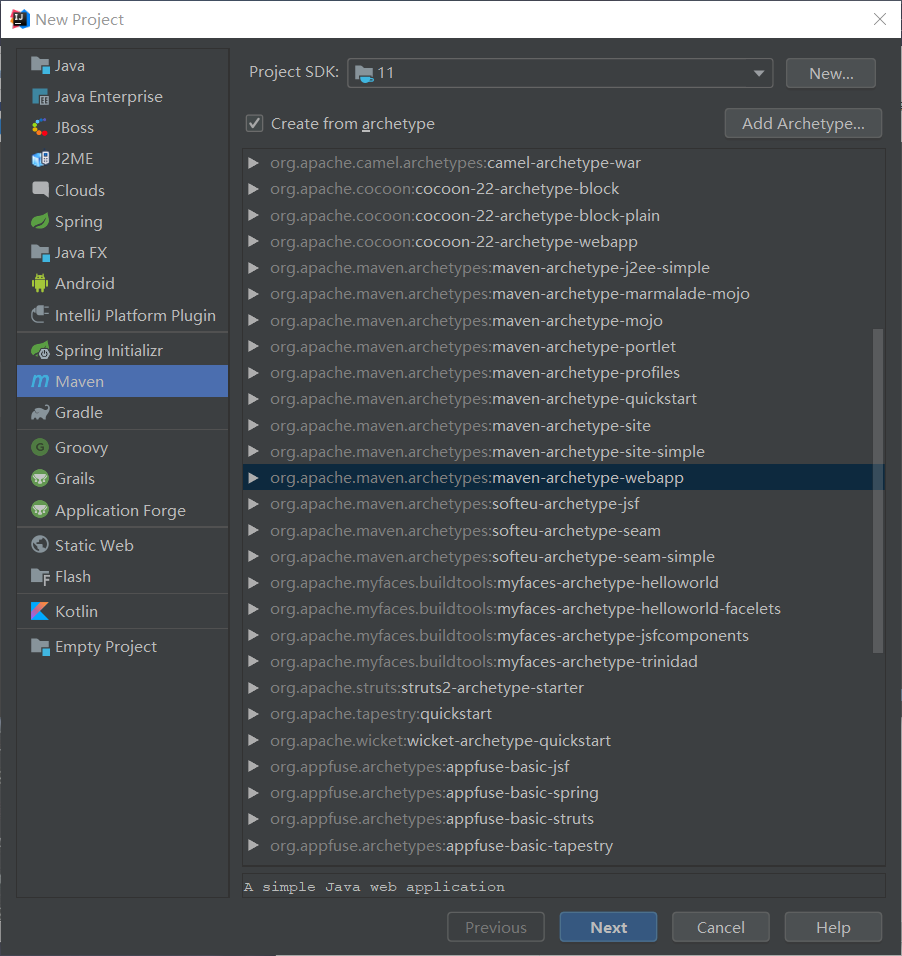 New Project
Java
Java Enterprise
JBoss
J2ME
Clouds
Spring
Java FX
Android
IntelliJ Platform Plugin
Spring Initializr
Maven
Gradle
Groovy
Grails
Application Forge
Static Web
Flash
Kotlin
Empty Project
Project SDK: 11 New...
Create from archetype Add Archetype...
org.apache.camel.archetypes:camel-archetype-war
org.apache.cocoon:cocoon-22-archetype-block
org.apache.cocoon:cocoon-22-archetype-block-plain
org.apache.cocoon:cocoon-22-archetype-webapp
org.apache.maven.archetypes:maven-archetype-j2ee-simple
org.apache.maven.archetypes:maven-archetype-marmalade-mojo
org.apache.maven.archetypes:maven-archetype-mojo
org.apache.maven.archetypes:maven-archetype-portlet
org.apache.maven.archetypes:maven-archetype-profiles
org.apache.maven.archetypes:maven-archetype-quickstart
org.apache.maven.archetypes:maven-archetype-site
org.apache.maven.archetypes:maven-archetype-site-simple
org.apache.maven.archetypes:maven-archetype-webapp
org.apache.maven.archetypes:softeu-archetype-jsf
org.apache.maven.archetypes:softeu-archetype-seam
org.apache.maven.archetypes:softeu-archetype-seam-simple
org.apache.myfaces.buildtools:myfaces-archetype-helloworld
org.apache.myfaces.buildtools:myfaces-archetype-helloworld-facelets
org.apache.myfaces.buildtools:myfaces-archetype-jsfcomponents
org.apache.myfaces.buildtools:myfaces-archetype-trinidad
org.apache.struts:struts2-archetype-starter
org.apache.tapestry:quickstart
org.apache.wicket:wicket-archetype-quickstart
org.appfuse.archetypes:appfuse-basic-jsf
org.appfuse.archetypes:appfuse-basic-spring
org.appfuse.archetypes:appfuse-basic-struts
org.appfuse.archetypes:appfuse-basic-tapestry
A simple Java web application
Previous Next Cancel Help